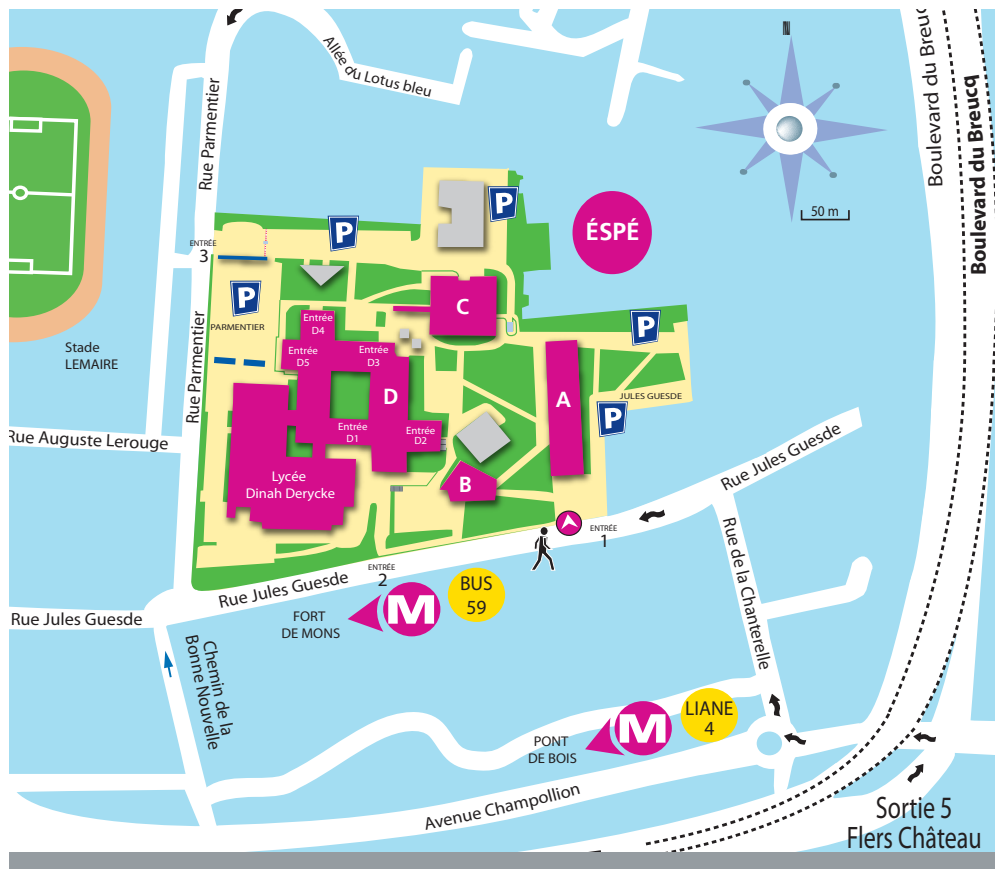 N
Boulevard du Breucq
Boulevard du Breucq
Allée du Lotus bleu
Rue Parmentier
50 m
P
P
ÉSPÉ
ENTRÉE
3
P
C
PARMENTIER
Entrée
D4
Entrée
D5
Entrée
D3
P
Rue Parmentier
Stade
LEMAIRE
D
A
JULES GUESDE
P
Entrée
D1
Entrée
D2
Rue Auguste Lerouge
Lycée
Dinah Derycke
B
Rue Jules Guesde
ENTRÉE
1
Rue de la Chanterelle
ENTRÉE
2
Rue Jules Guesde
BUS
59
M
FORT
DE MONS
Rue Jules Guesde
Chemin de la
Bonne Nouvelle
LIANE
4
M
PONT
DE BOIS
Avenue Champollion
Sortie 5
Flers Château